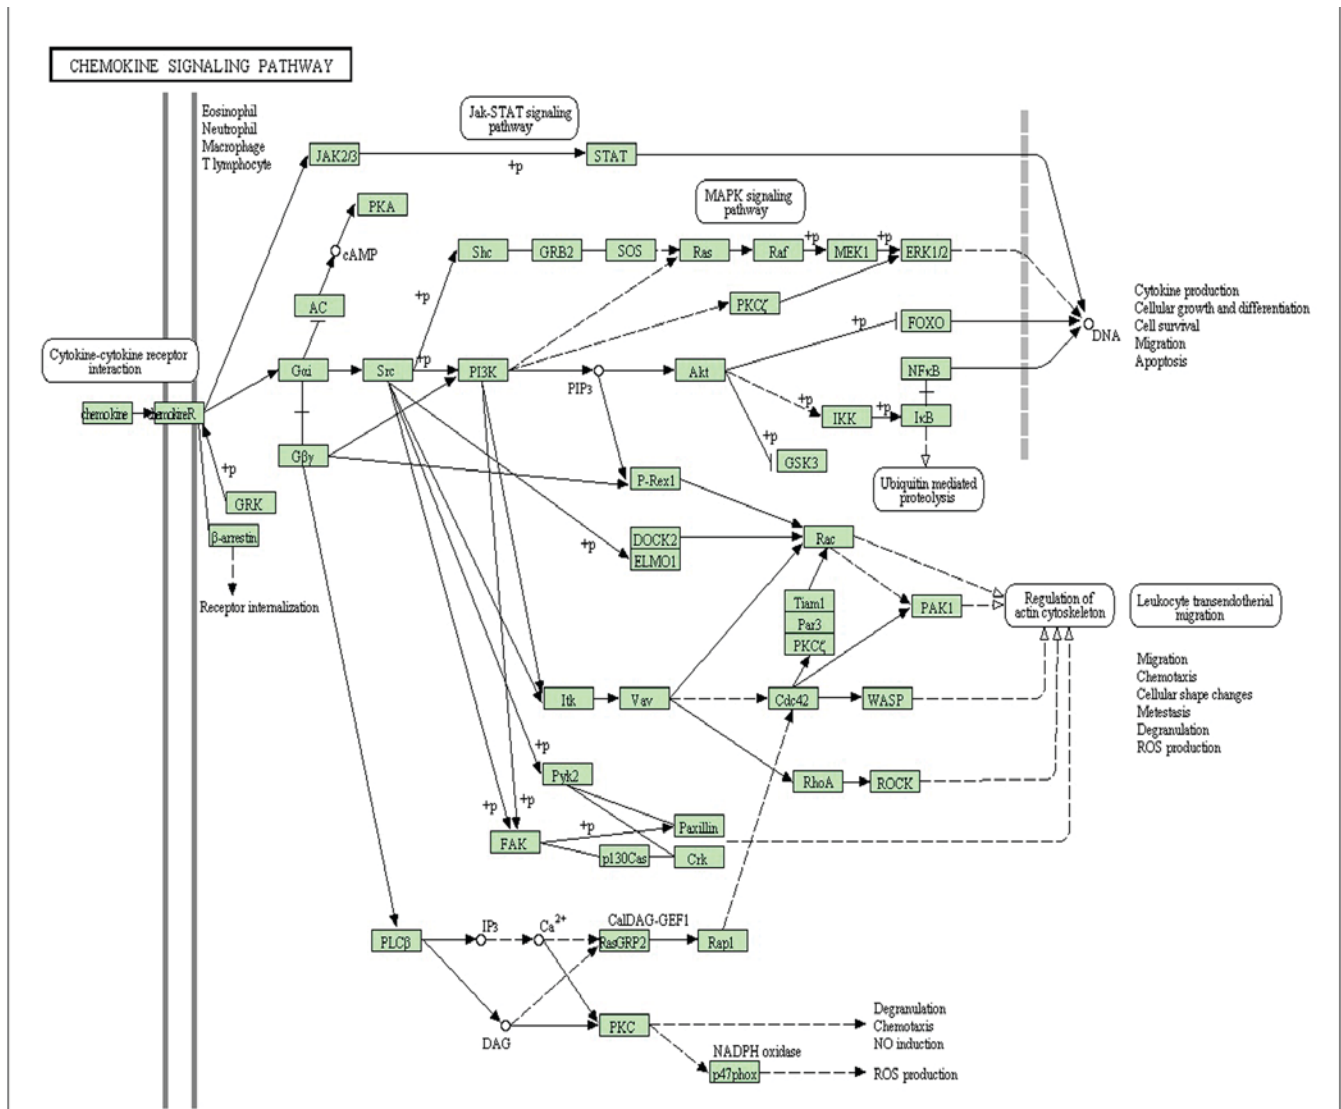 CHEMOKINE SIGNALING PATHWAY
Eosinophil
Neutrophil
Macrophage
T lymphocyte
Jak-STAT signaling
pathway
JAK2/3
+p
STAT
PKA
cAMP
AC
MAPK signaling
pathway
Shc
GRB2
SOS
Ras
Raf
+p
MEK1
+p
ERK1/2
+p
PKCζ
+p
FOXO
DNA
Cytokine production
Cellular growth and differentiation
Cell survival
Migration
Apoptosis
Cytokine-cytokine receptor
interaction
chemokine
chemokineR
Gαi
Src
+p
PI3K
PIP3
Akt
NFκB
+p
IKK
+p
IκB
+p
GSK3
Ubiquitin mediated
proteolysis
Gβγ
+p
GRK
β-arrestin
Receptor internalization
P-Rex1
+p
DOCK2
ELMO1
Rac
Tiam1
Par3
PKCζ
PAK1
Regulation of
actin cytoskeleton
Leukocyte transendotherial
migration
Migration
Chemotaxis
Cellular shape changes
Metestasis
Degranulation
ROS production
Itk
Vav
Cdc42
WASP
+p
Pyk2
RhoA
ROCK
+p
+p
FAK
+p
Paxillin
p130Cas
Crk
PLCβ
IP3
Ca2+
CalDAG-GEF1
RasGRP2
Rap1
DAG
PKC
Degranulation
Chemotaxis
NO induction
NADPH oxidase
p47phox
ROS production